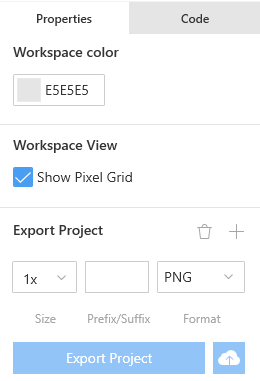 Properties Code
Workspace color
E5E5E5
Workspace View
Show Pixel Grid
Export Project
1x PNG
Size Prefix/Suffix Format
Export Project